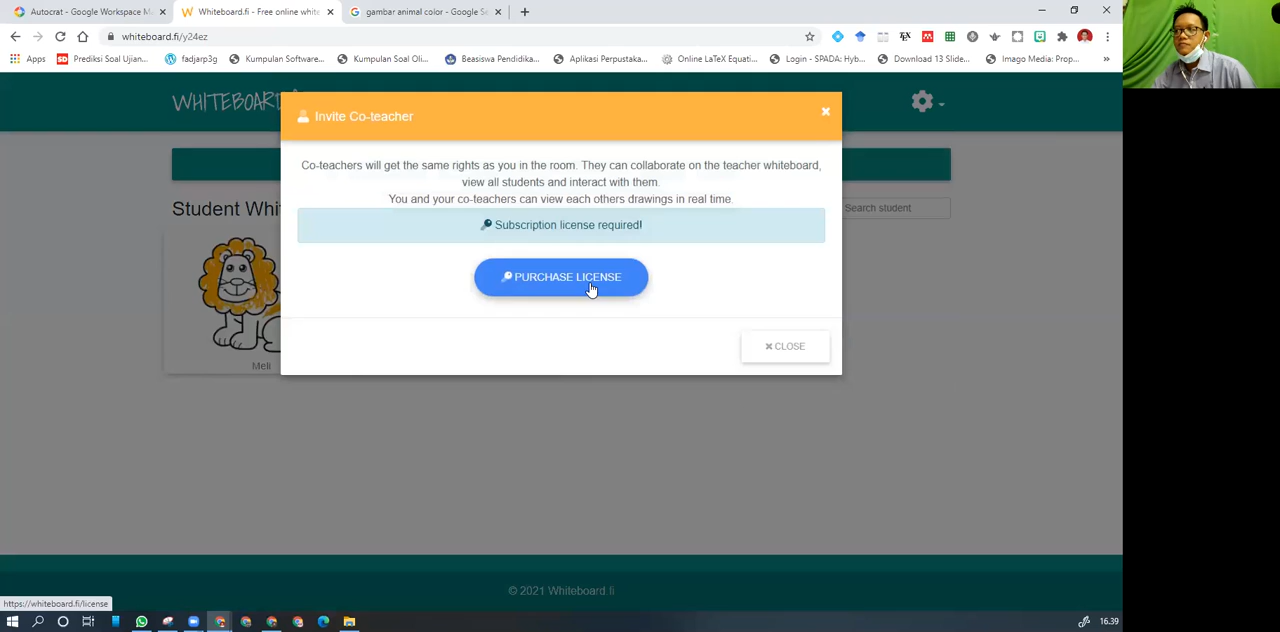 Autocrat - Google Workspace M
Whiteboard.fi - Free online white
gambar animal color - Google Se
whiteboard.fi/y24ez
Apps
Prediksi Soal Ujian...
fadjarp3g
Kumpulan Software...
Kumpulan Soal Oli...
Beasiswa Pendidika...
Aplikasi Perpustaka...
Online LaTeX Equati...
Login - SPADA: Hyb...
Download 13 Slide...
Imago Media: Prop...
WHITEBOARD
Invite Co-teacher
Co-teachers will get the same rights as you in the room. They can collaborate on the teacher whiteboard,
view all students and interact with them.
You and your co-teachers can view each others drawings in real time.
Subscription license required!
PURCHASE LICENSE
CLOSE
Student Whi
Search student
Meli
© 2021 Whiteboard.fi
https://whiteboard.fi/license
16.39